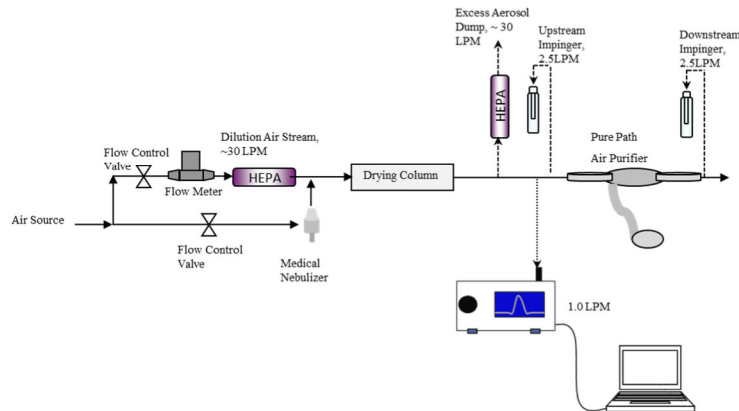 Excess Aerosol
Dump, ~ 30
LPM
Upstream
Impinger,
2.5LPM
Downstream
Impinger,
2.5LPM
HEPA
Pure Path
Air Purifier
Dilution Air Stream,
~30 LPM
Flow Control
Valve
Flow Meter
HEPA
Drying Column
Air Source
Flow Control
Valve
Medical
Nebulizer
1.0 LPM